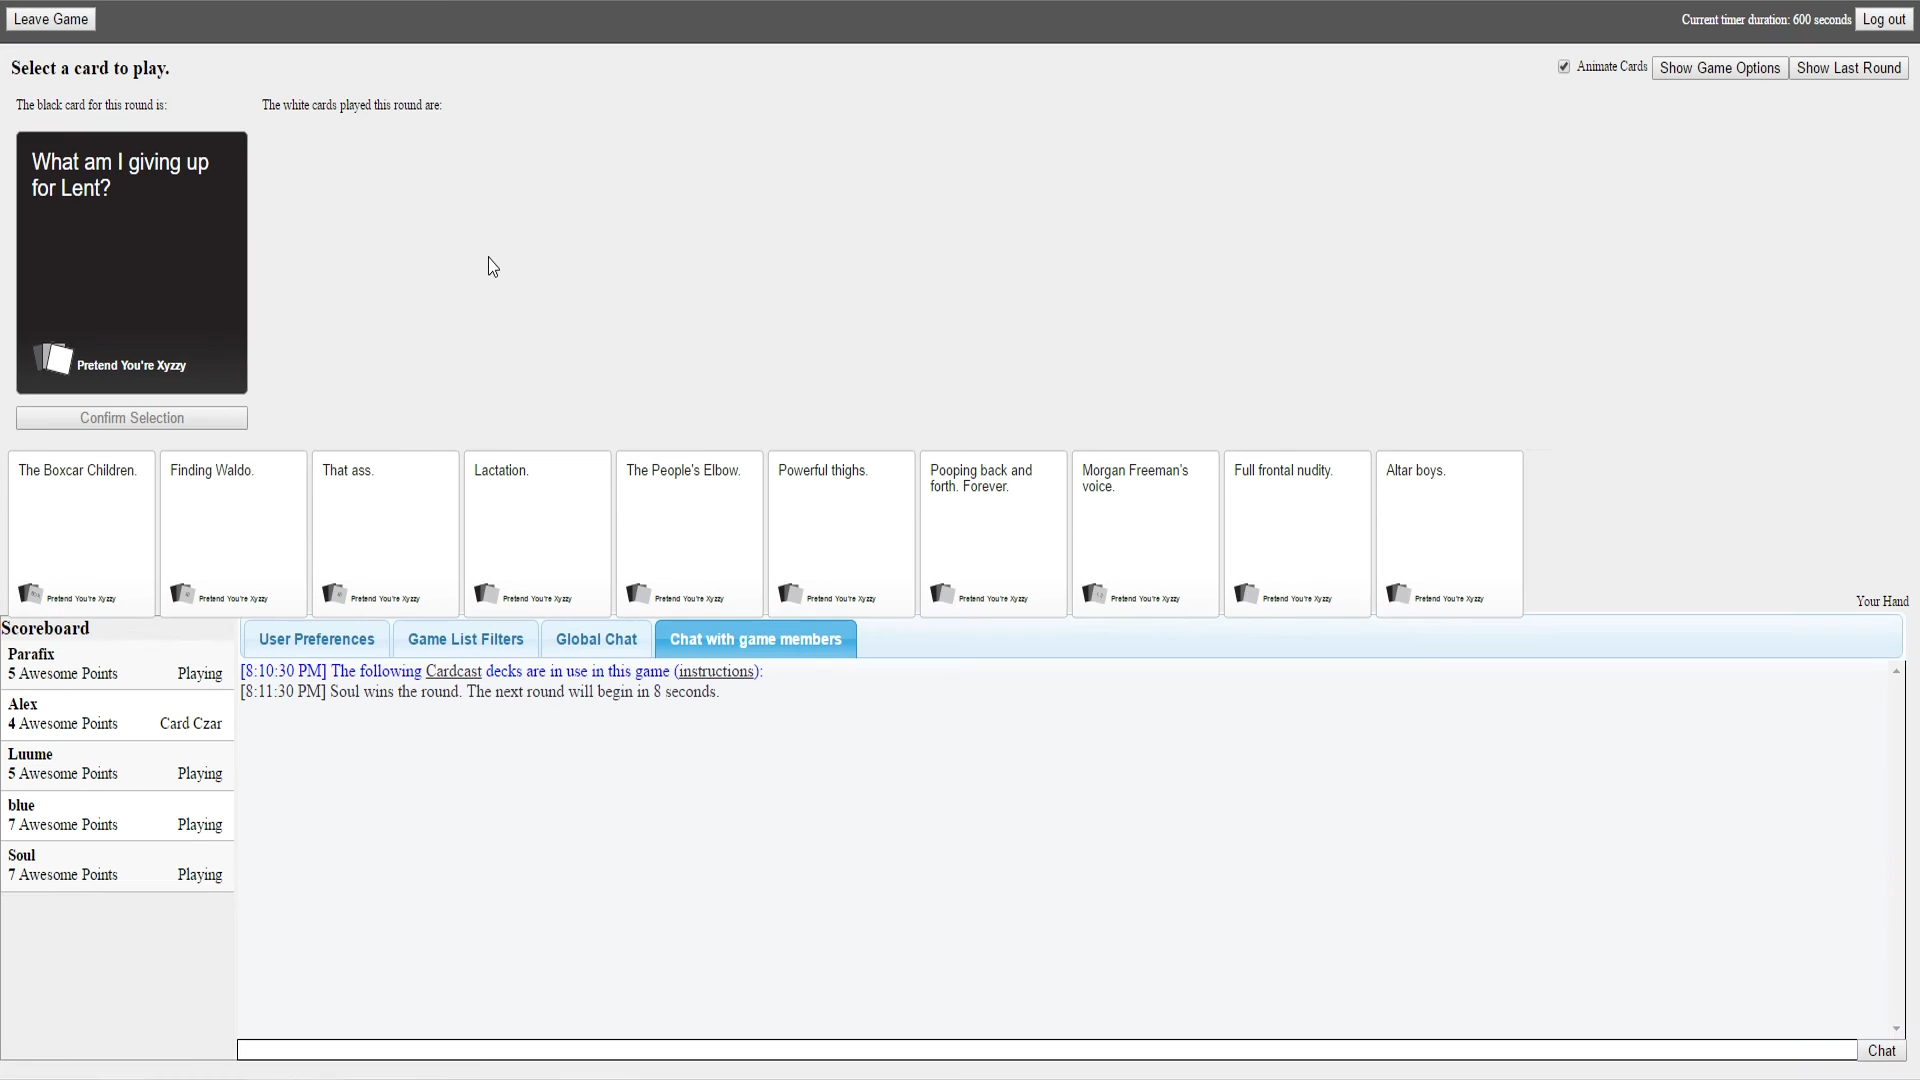 Leave Game
Current timer duration: 600 seconds
Log out
Select a card to play.
Animate Cards
Show Game Options
Show Last Round
The black card for this round is:
The white cards played this round are:
What am I giving up
for Lent?
Pretend You're Xyzzy
Confirm Selection
The Boxcar Children.
Pretend You're Xyzzy
Finding Waldo.
Pretend You're Xyzzy
That ass.
Pretend You're Xyzzy
Lactation.
Pretend You're Xyzzy
The People's Elbow.
Pretend You're Xyzzy
Powerful thighs.
Pretend You're Xyzzy
Pooping back and
forth. Forever.
Pretend You're Xyzzy
Morgan Freeman's
voice.
Pretend You're Xyzzy
Full frontal nudity.
Pretend You're Xyzzy
Altar boys.
Pretend You're Xyzzy
Your Hand
Scoreboard
Parafix
5 Awesome Points Playing
Alex
4 Awesome Points Card Czar
Luume
5 Awesome Points Playing
blue
7 Awesome Points Playing
Soul
7 Awesome Points Playing
User Preferences
Game List Filters
Global Chat
Chat with game members
[8:10:30 PM] The following Cardcast decks are in use in this game (instructions):
[8:11:30 PM] Soul wins the round. The next round will begin in 8 seconds.
Chat